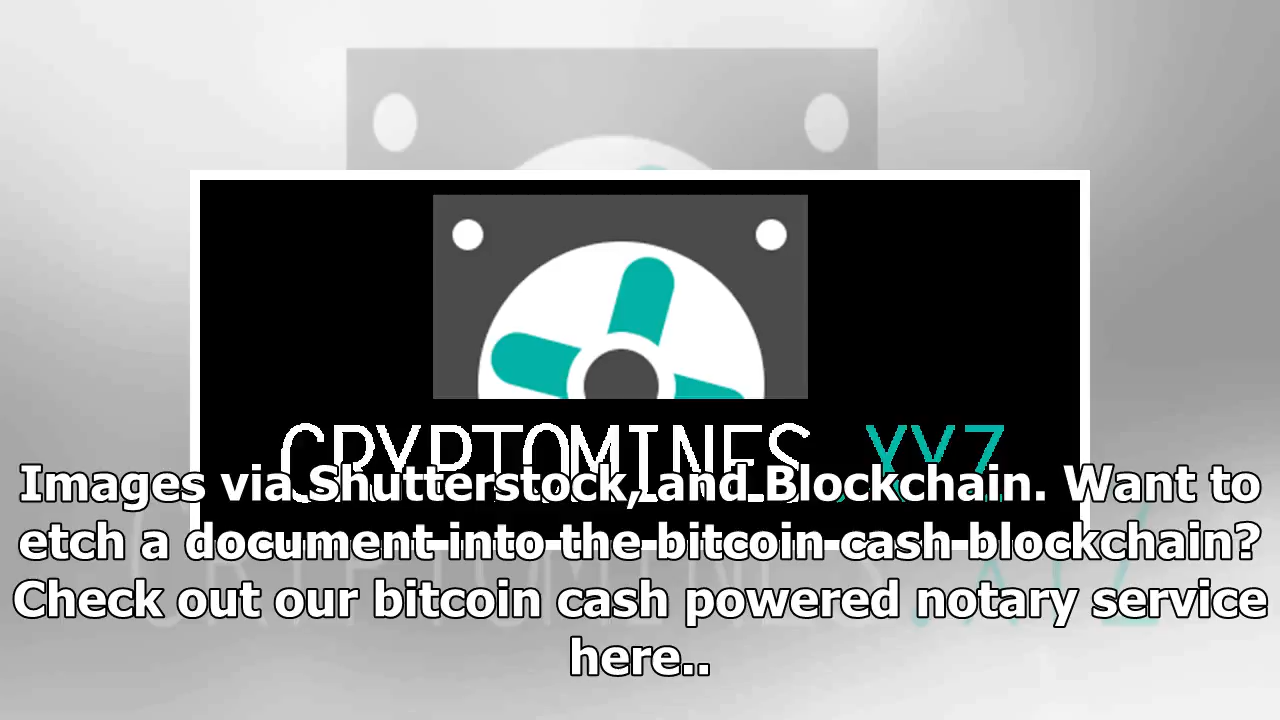 CRYPTOMINES.XYZ
Images via Shutterstock, and Blockchain. Want to
etch a document into the bitcoin cash blockchain?
Check out our bitcoin cash powered notary service
here..